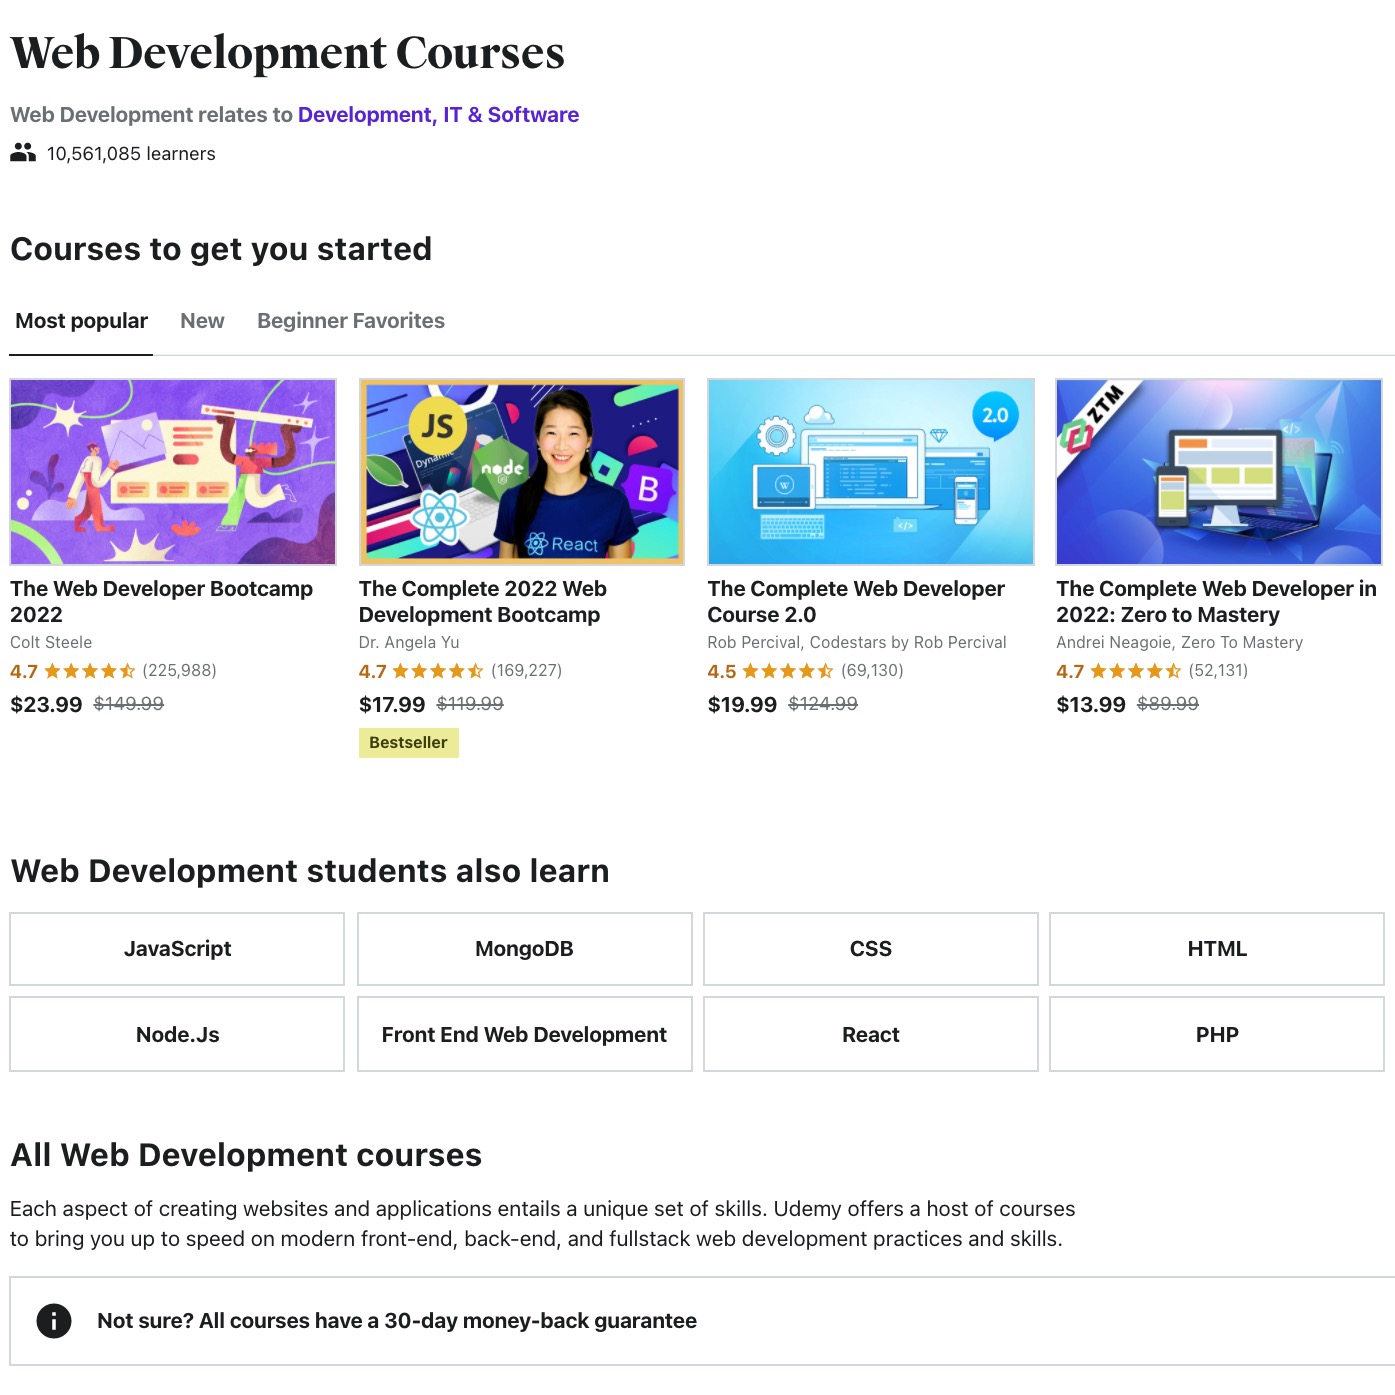 Web Development Courses
Web Development relates to Development, IT & Software
10,561,085 learners
Courses to get you started
Most popular
New
Beginner Favorites
JS
Dynamic
node
JS
B
React
2.0
W
</>
ZTM
</>
The Web Developer Bootcamp
2022
Colt Steele
4.7 (225,988)
$23.99 $149.99
The Complete 2022 Web
Development Bootcamp
Dr. Angela Yu
4.7 (169,227)
$17.99 $119.99
Bestseller
The Complete Web Developer
Course 2.0
Rob Percival, Codestars by Rob Percival
4.5 (69,130)
$19.99 $124.99
The Complete Web Developer in
2022: Zero to Mastery
Andrei Neagoie, Zero To Mastery
4.7 (52,131)
$13.99 $89.99
Web Development students also learn
JavaScript
MongoDB
CSS
HTML
Node.Js
Front End Web Development
React
PHP
All Web Development courses
Each aspect of creating websites and applications entails a unique set of skills. Udemy offers a host of courses
to bring you up to speed on modern front-end, back-end, and fullstack web development practices and skills.
Not sure? All courses have a 30-day money-back guarantee